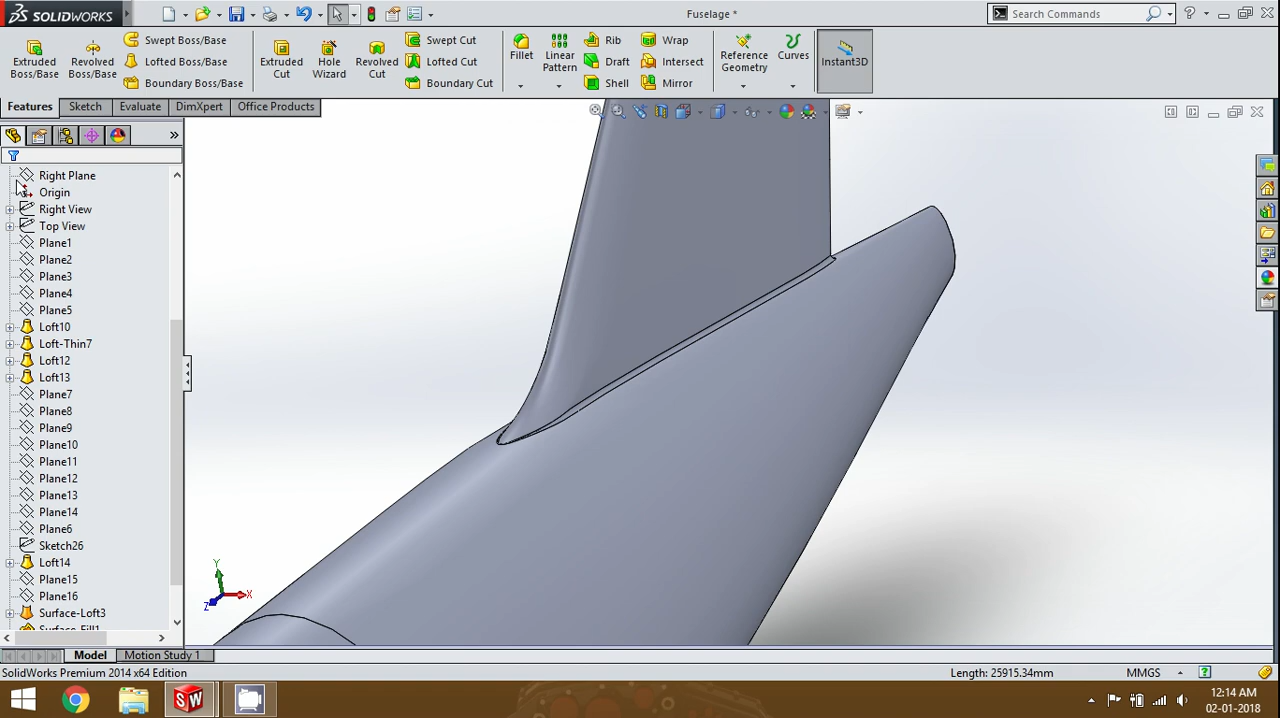 SOLIDWORKS
Fuselage *
Search Commands
Extruded Boss/Base
Revolved Boss/Base
Swept Boss/Base
Lofted Boss/Base
Boundary Boss/Base
Extruded Cut
Hole Wizard
Revolved Cut
Swept Cut
Lofted Cut
Boundary Cut
Fillet
Linear Pattern
Rib
Draft
Shell
Wrap
Intersect
Mirror
Reference Geometry
Curves
Instant3D
Features
Sketch
Evaluate
DimXpert
Office Products
Right Plane
Origin
Right View
Top View
Plane1
Plane2
Plane3
Plane4
Plane5
Loft10
Loft-Thin7
Loft12
Loft13
Plane7
Plane8
Plane9
Plane10
Plane11
Plane12
Plane13
Plane14
Plane6
Sketch26
Loft14
Plane15
Plane16
Surface-Loft3
Surface-Fill1
Y
X
Z
Model
Motion Study 1
SolidWorks Premium 2014 x64 Edition
Length: 25915.34mm
MMGS
SW
12:14 AM
02-01-2018